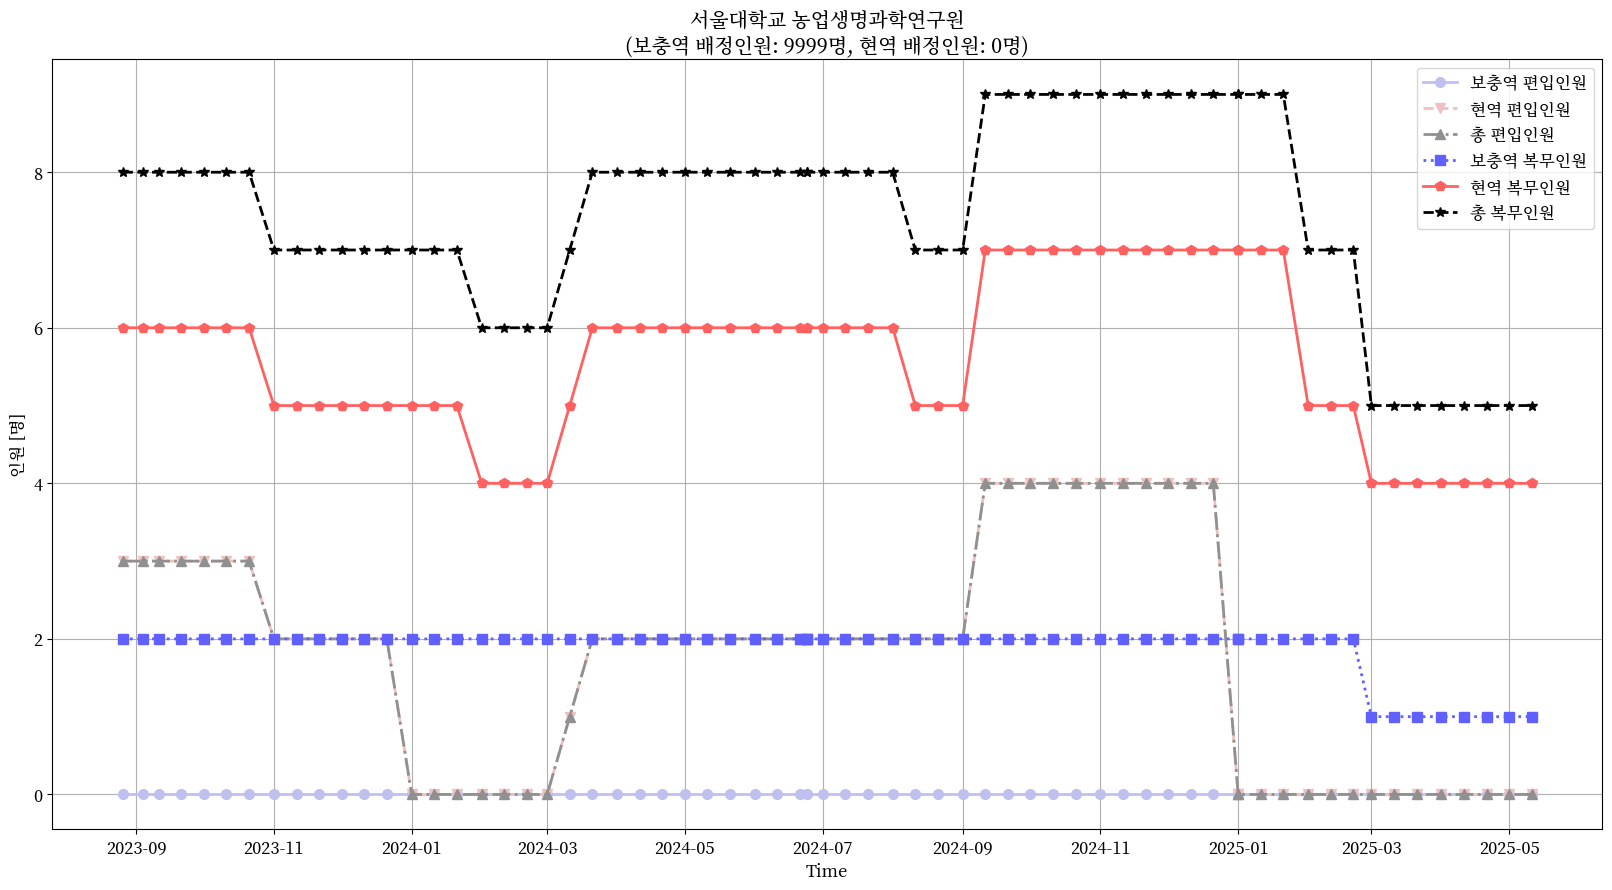 서울대학교 농업생명과학연구원
(보충역 배정인원: 9999명, 현역 배정인원: 0명)
보충역 편입인원
현역 편입인원
총 편입인원
보충역 복무인원
현역 복무인원
총 복무인원
인원 [명]
8
6
4
2
0
2023-09
2023-11
2024-01
2024-03
2024-05
2024-07
2024-09
2024-11
2025-01
2025-03
2025-05
Time